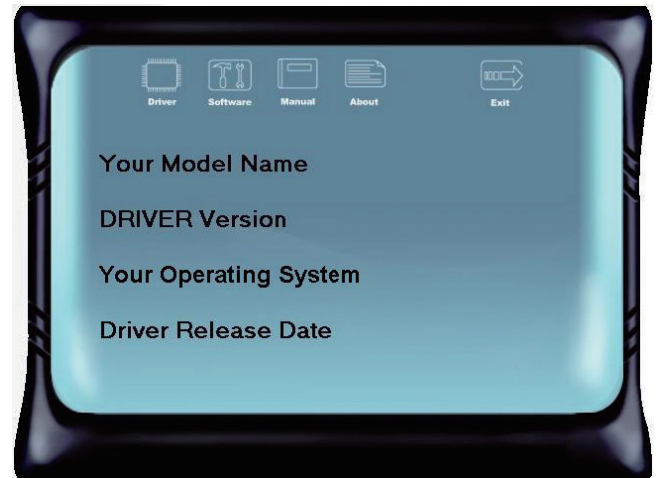 Driver Software Manual About Exit
Your Model Name
DRIVER Version
Your Operating System
Driver Release Date